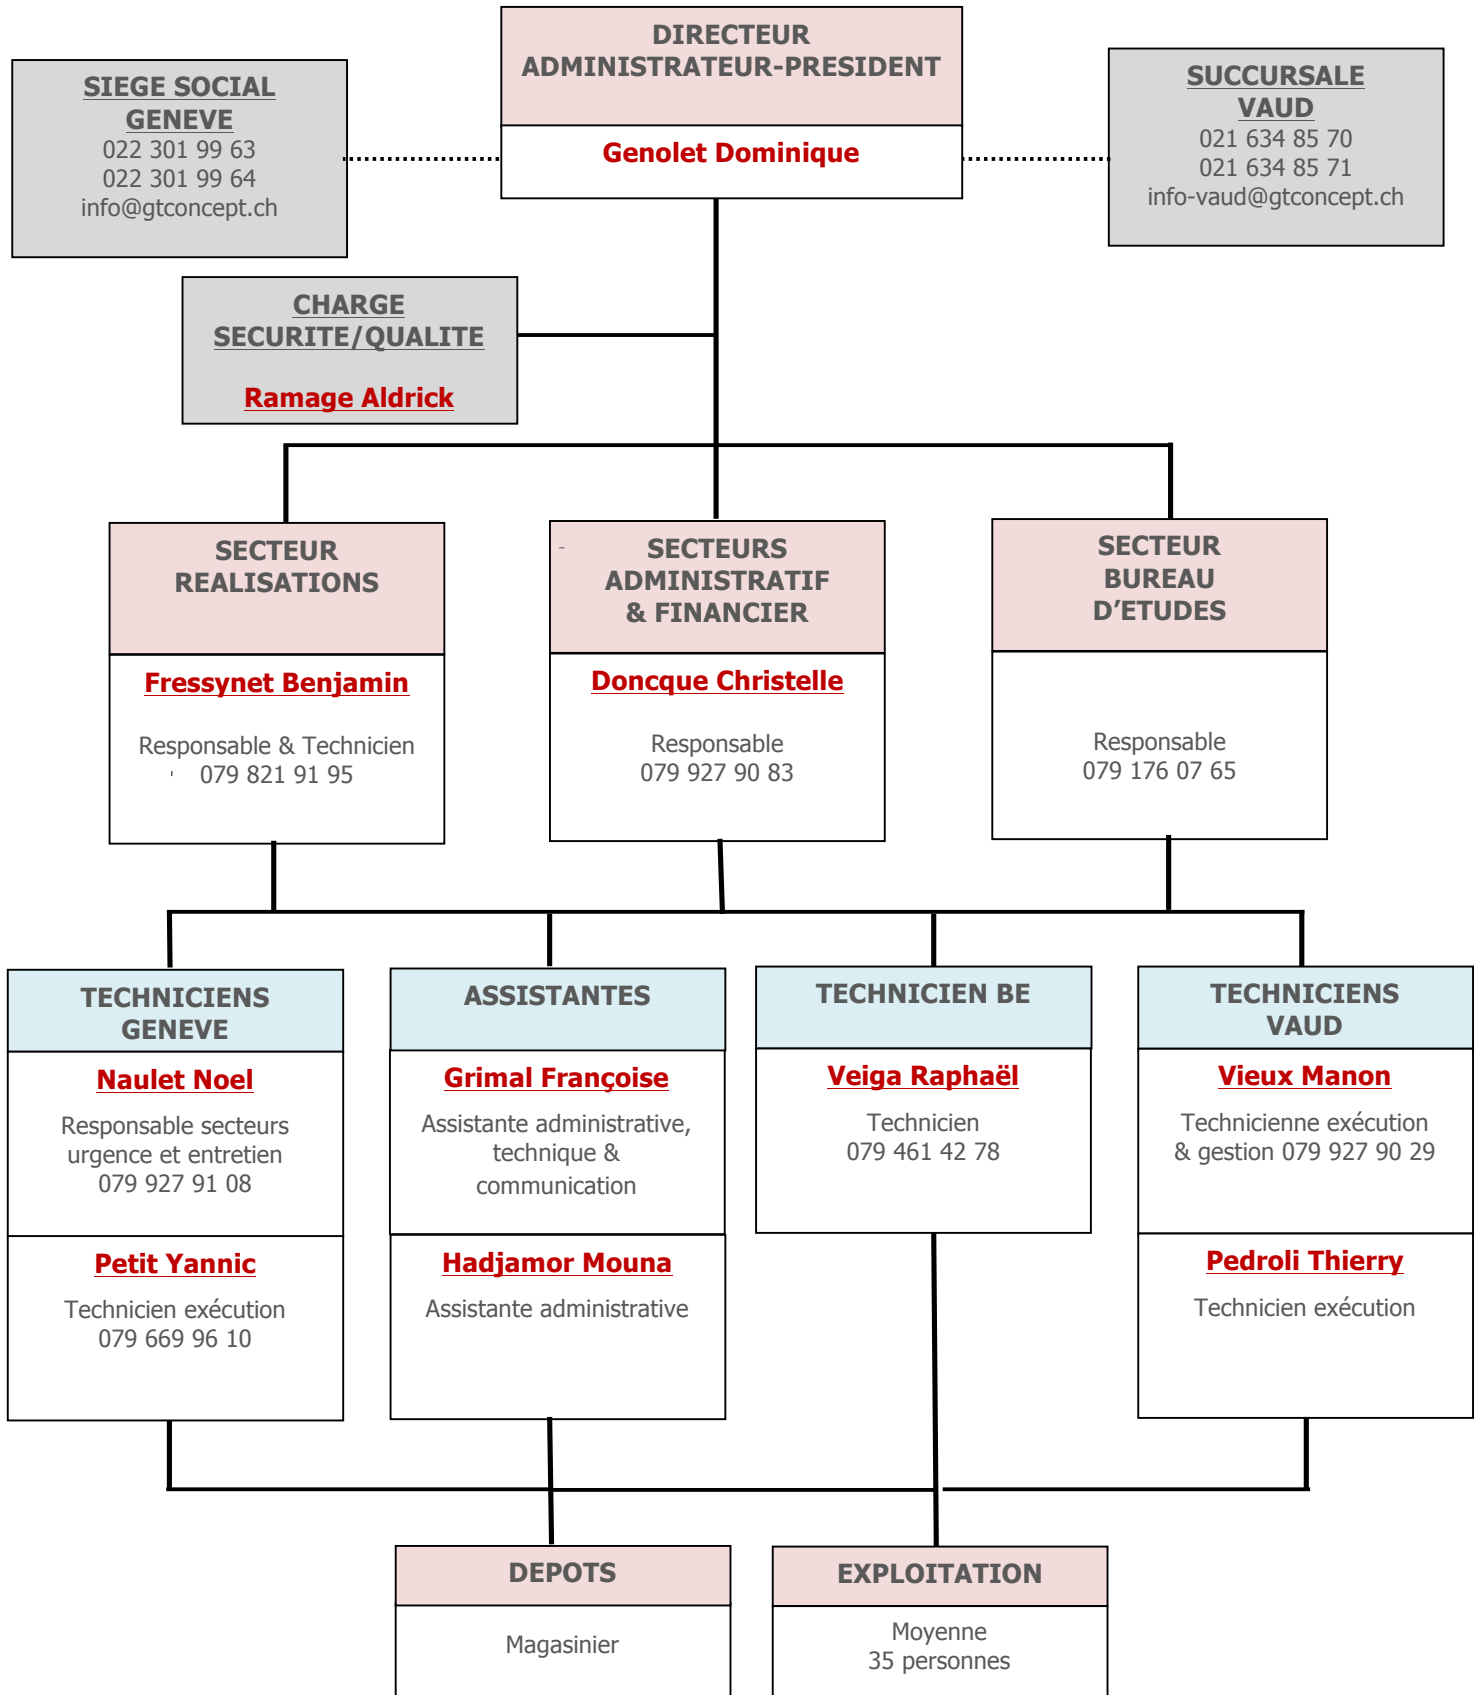 DIRECTEUR
ADMINISTRATEUR-PRESIDENT
Genolet Dominique
SIEGE SOCIAL
GENEVE
022 301 99 63
022 301 99 64
info@gtconcept.ch
SUCCURSALE
VAUD
021 634 85 70
021 634 85 71
info-vaud@gtconcept.ch
CHARGE
SECURITE/QUALITE
Ramage Aldrick
SECTEUR
REALISATIONS
Fressynet Benjamin
Responsable & Technicien
' 079 821 91 95
- SECTEURS
ADMINISTRATIF
& FINANCIER
Doncque Christelle
Responsable
079 927 90 83
SECTEUR
BUREAU
D’ETUDES
Responsable
079 176 07 65
TECHNICIENS
GENEVE
Naulet Noel
Responsable secteurs
urgence et entretien
079 927 91 08
Petit Yannic
Technicien exécution
079 669 96 10
ASSISTANTES
Grimal Françoise
Assistante administrative,
technique &
communication
Hadjamor Mouna
Assistante administrative
TECHNICIEN BE
Veiga Raphaël
Technicien
079 461 42 78
TECHNICIENS
VAUD
Vieux Manon
Technicienne exécution
& gestion 079 927 90 29
Pedroli Thierry
Technicien exécution
DEPOTS
Magasinier
EXPLOITATION
Moyenne
35 personnes